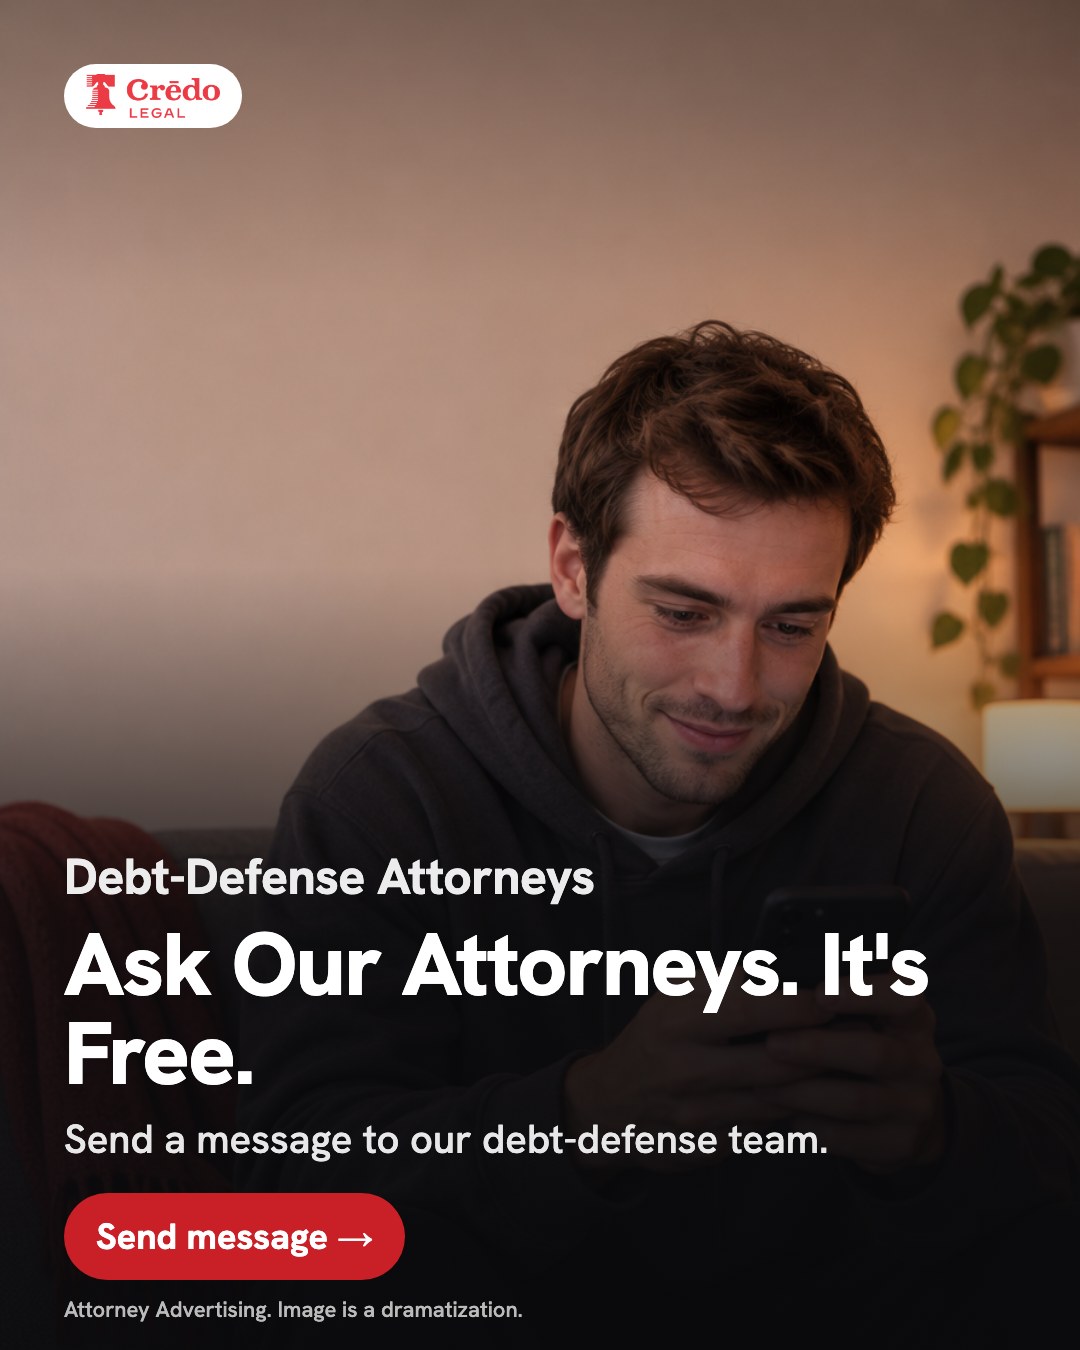 Crēdo
LEGAL
Debt-Defense Attorneys
Ask Our Attorneys. It's
Free.
Send a message to our debt-defense team.
Send message →
Attorney Advertising. Image is a dramatization.